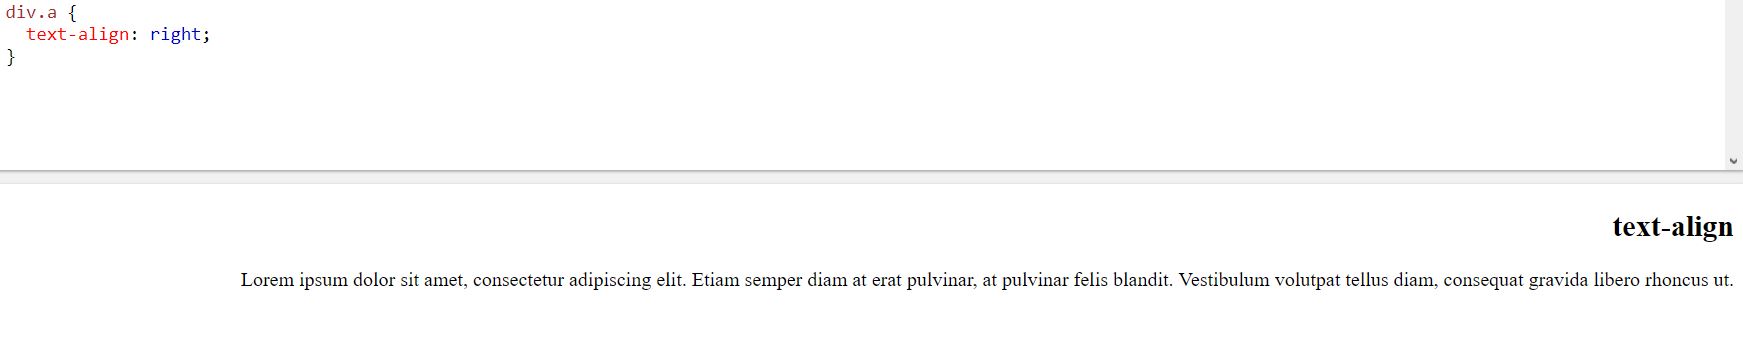 div.a {
  text-align: right;
}
text-align
Lorem ipsum dolor sit amet, consectetur adipiscing elit. Etiam semper diam at erat pulvinar, at pulvinar felis blandit. Vestibulum volutpat tellus diam, consequat gravida libero rhoncus ut.